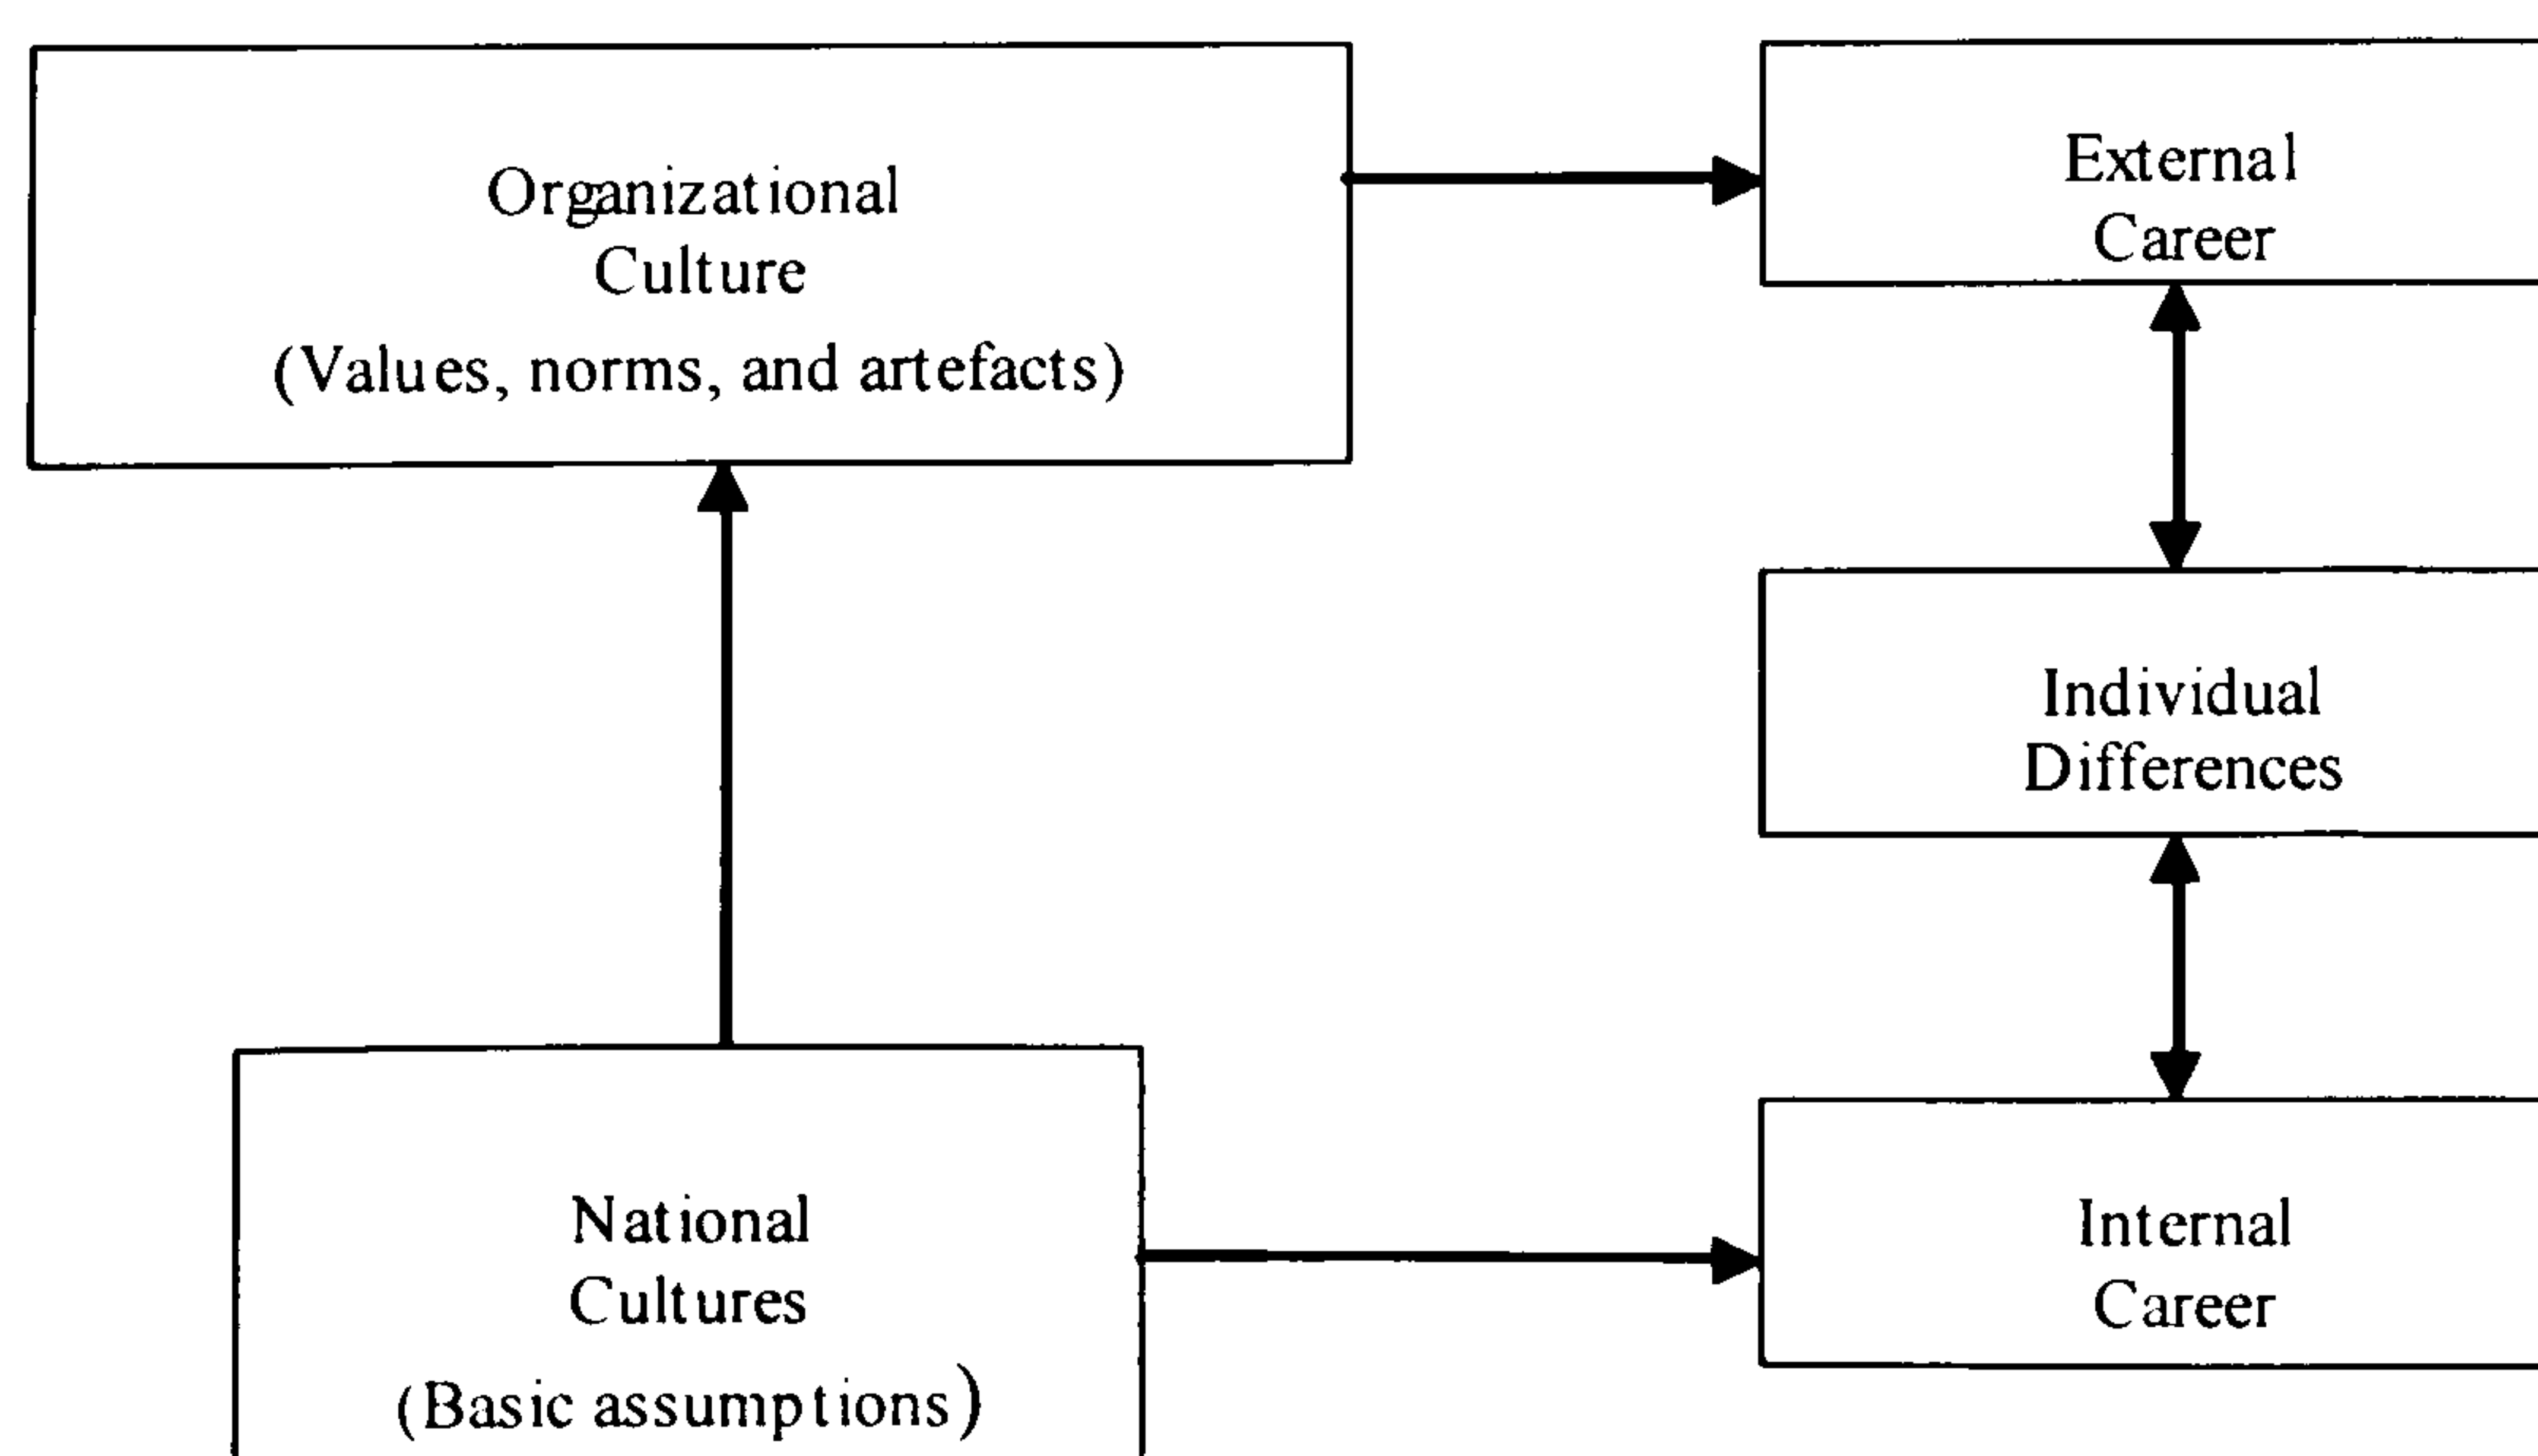 Organizational
Culture
(Values, norms, and artefacts)
External
Career
Individual
Differences
National
Cultures
(Basic assumptions)
Internal
Career